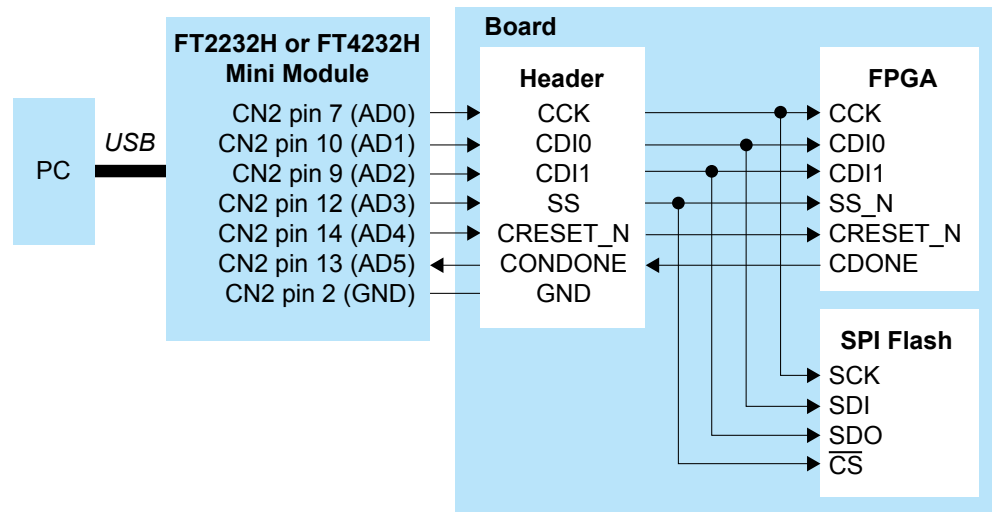 PC
USB
FT2232H or FT4232H
Mini Module
CN2 pin 7 (AD0)
CN2 pin 10 (AD1)
CN2 pin 9 (AD2)
CN2 pin 12 (AD3)
CN2 pin 14 (AD4)
CN2 pin 13 (AD5)
CN2 pin 2 (GND)
Board
Header
CCK
CDI0
CDI1
SS
CRESET_N
CONDONE
GND
FPGA
CCK
CDI0
CDI1
SS_N
CRESET_N
CDONE
SPI Flash
SCK
SDI
SDO
C̅S̅